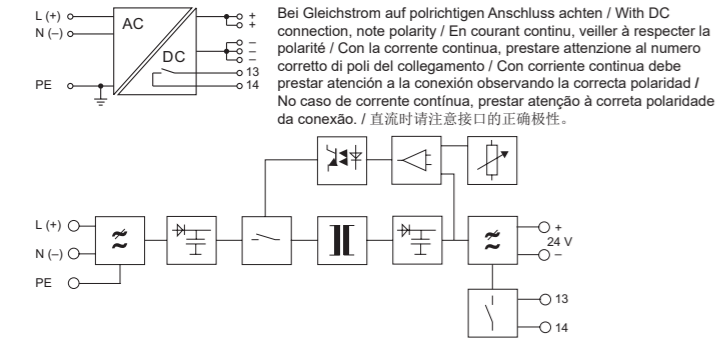 L (+)
N (–)
PE
AC
DC
+
+
–
–
–
13
14
Bei Gleichstrom auf polrichtigen Anschluss achten / With DC
connection, note polarity / En courant continu, veiller à respecter la
polarité / Con la corrente continua, prestare attenzione al numero
corretto di poli del collegamento / Con corriente continua debe
prestar atención a la conexión observando la correcta polaridad /
No caso de corrente contínua, prestar atenção à correta polaridade
da conexão. / 直流时请注意接口的正确极性。
L (+)
N (–)
PE
+
24 V
–
13
14